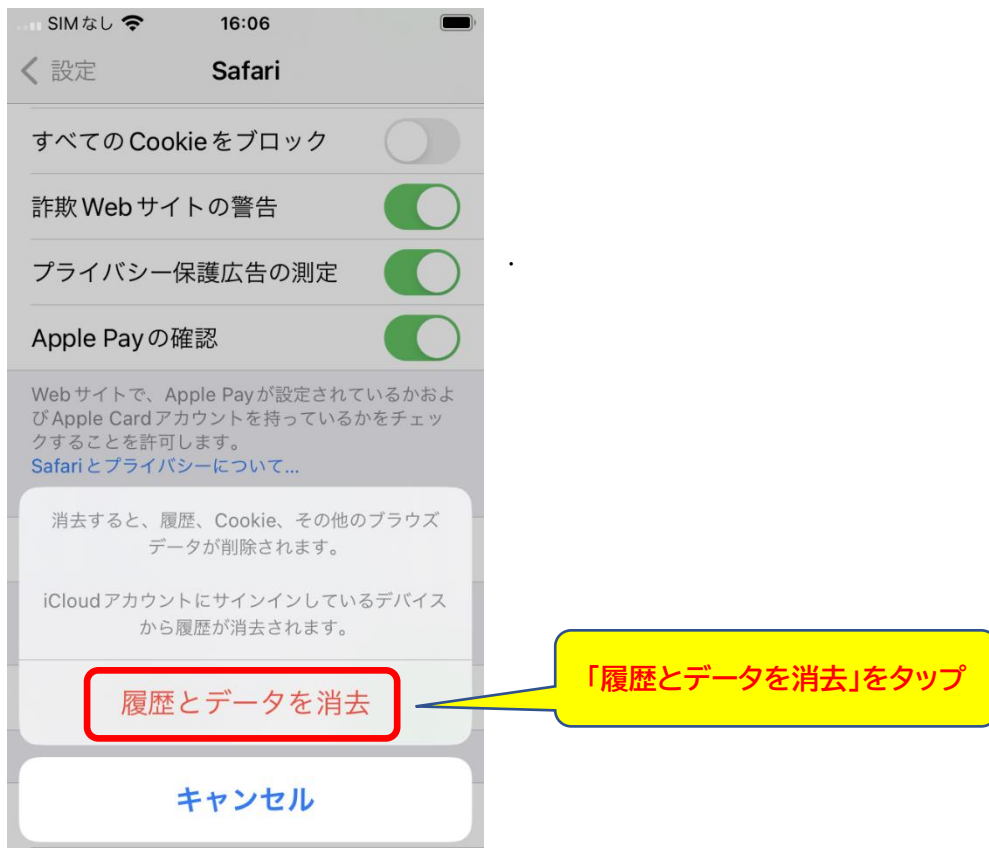 SIMなし 16:06
設定 Safari
すべてのCookieをブロック
詐欺Webサイトの警告
プライバシー保護広告の測定
.
Apple Payの確認
Webサイトで、Apple Payが設定されているかおよ
びApple Cardアカウントを持っているかをチェッ
クすることを許可します。
Safariとプライバシーについて...
消去すると、履歴、Cookie、その他のブラウズ
データが削除されます。
iCloudアカウントにサインインしているデバイス
から履歴が消去されます。
履歴とデータを消去
「履歴とデータを消去」をタップ
キャンセル